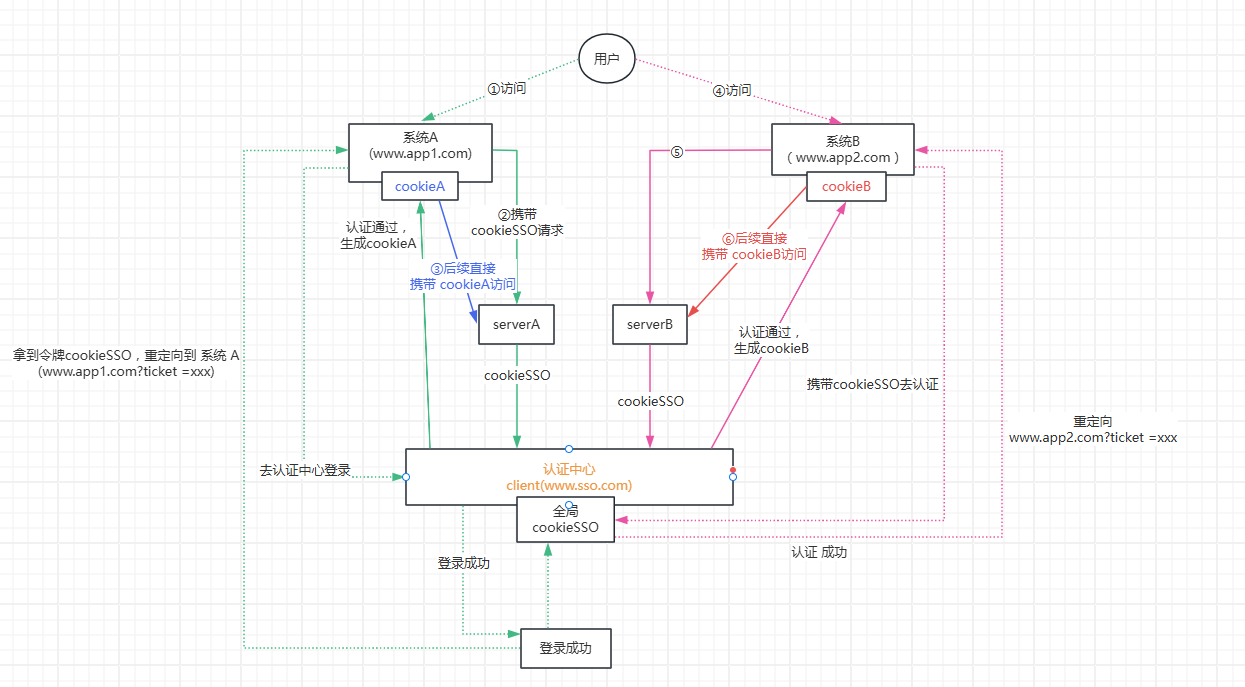 用户
①访问
④访问
系统A
(www.app1.com)
cookieA
系统B
( www.app2.com )
cookieB
⑤
②携带
cookieSSO请求
认证通过，
生成cookieA
③后续直接
携带 cookieA访问
⑥后续直接
携带 cookieB访问
serverA
serverB
认证通过，
生成cookieB
拿到令牌cookieSSO，重定向到 系统 A
(www.app1.com?ticket =xxx)
cookieSSO
cookieSSO
携带cookieSSO去认证
重定向
www.app2.com?ticket =xxx
去认证中心登录
认证中心
client(www.sso.com)
全局
cookieSSO
认证 成功
登录成功
登录成功